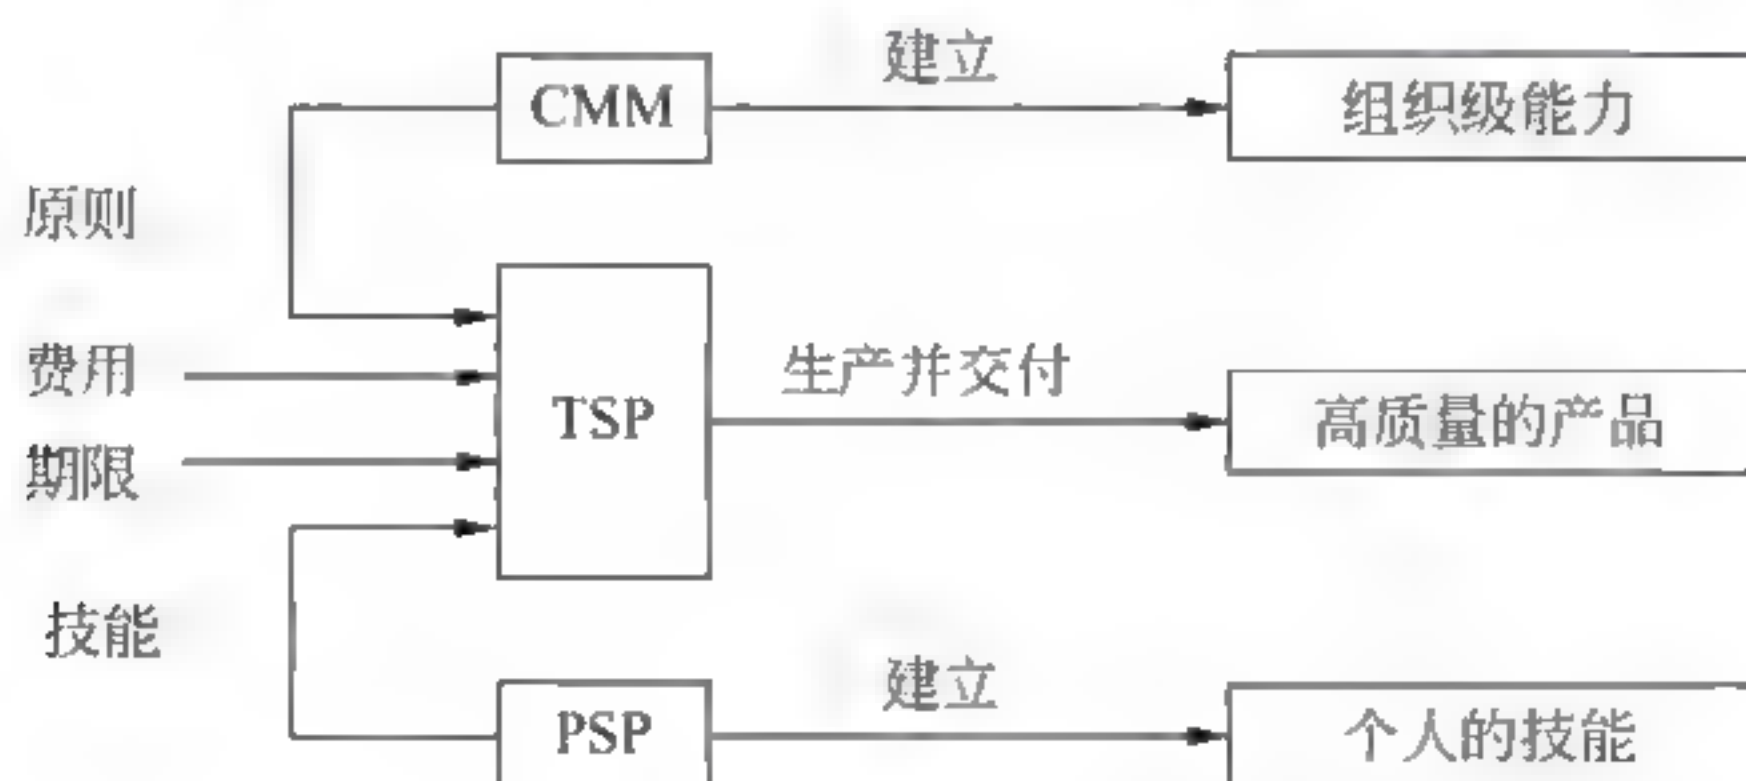 建立
CMM
组织级能力
原则
费用
生产并交付
TSP
高质量的产品
期限
技能
建立
PSP
个人的技能